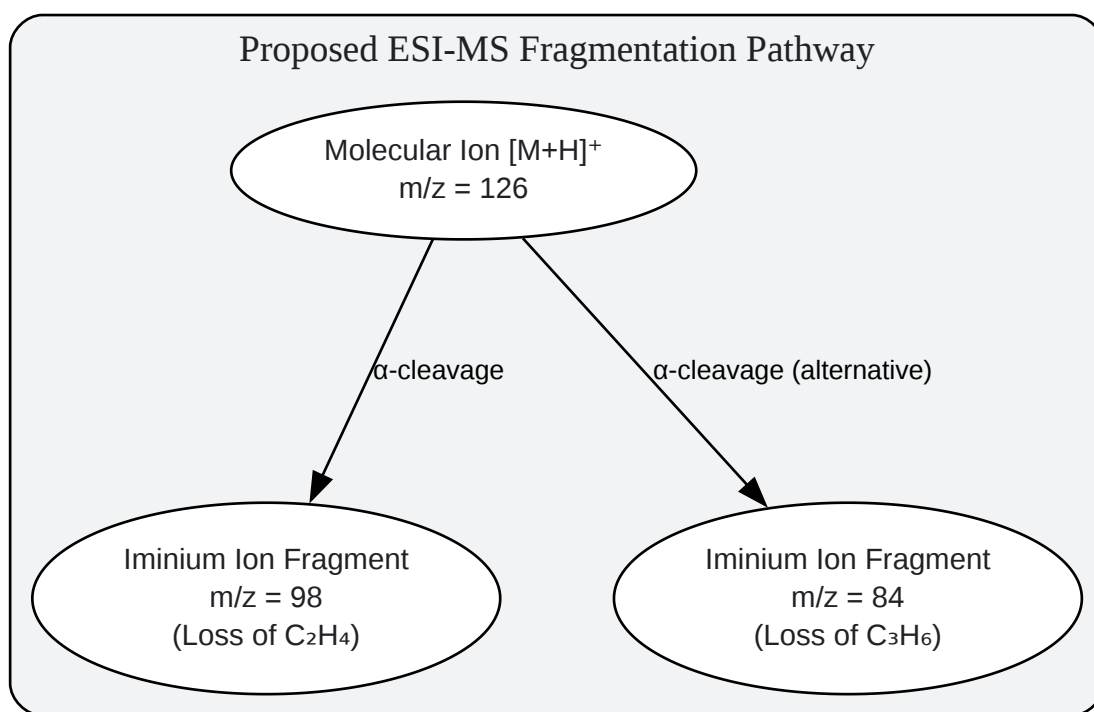 Proposed ESI-MS Fragmentation Pathway
Molecular Ion [M+H]⁺
m/z = 126
α-cleavage
α-cleavage (alternative)
Iminium Ion Fragment
m/z = 98
(Loss of C₂H₄)
Iminium Ion Fragment
m/z = 84
(Loss of C₃H₆)